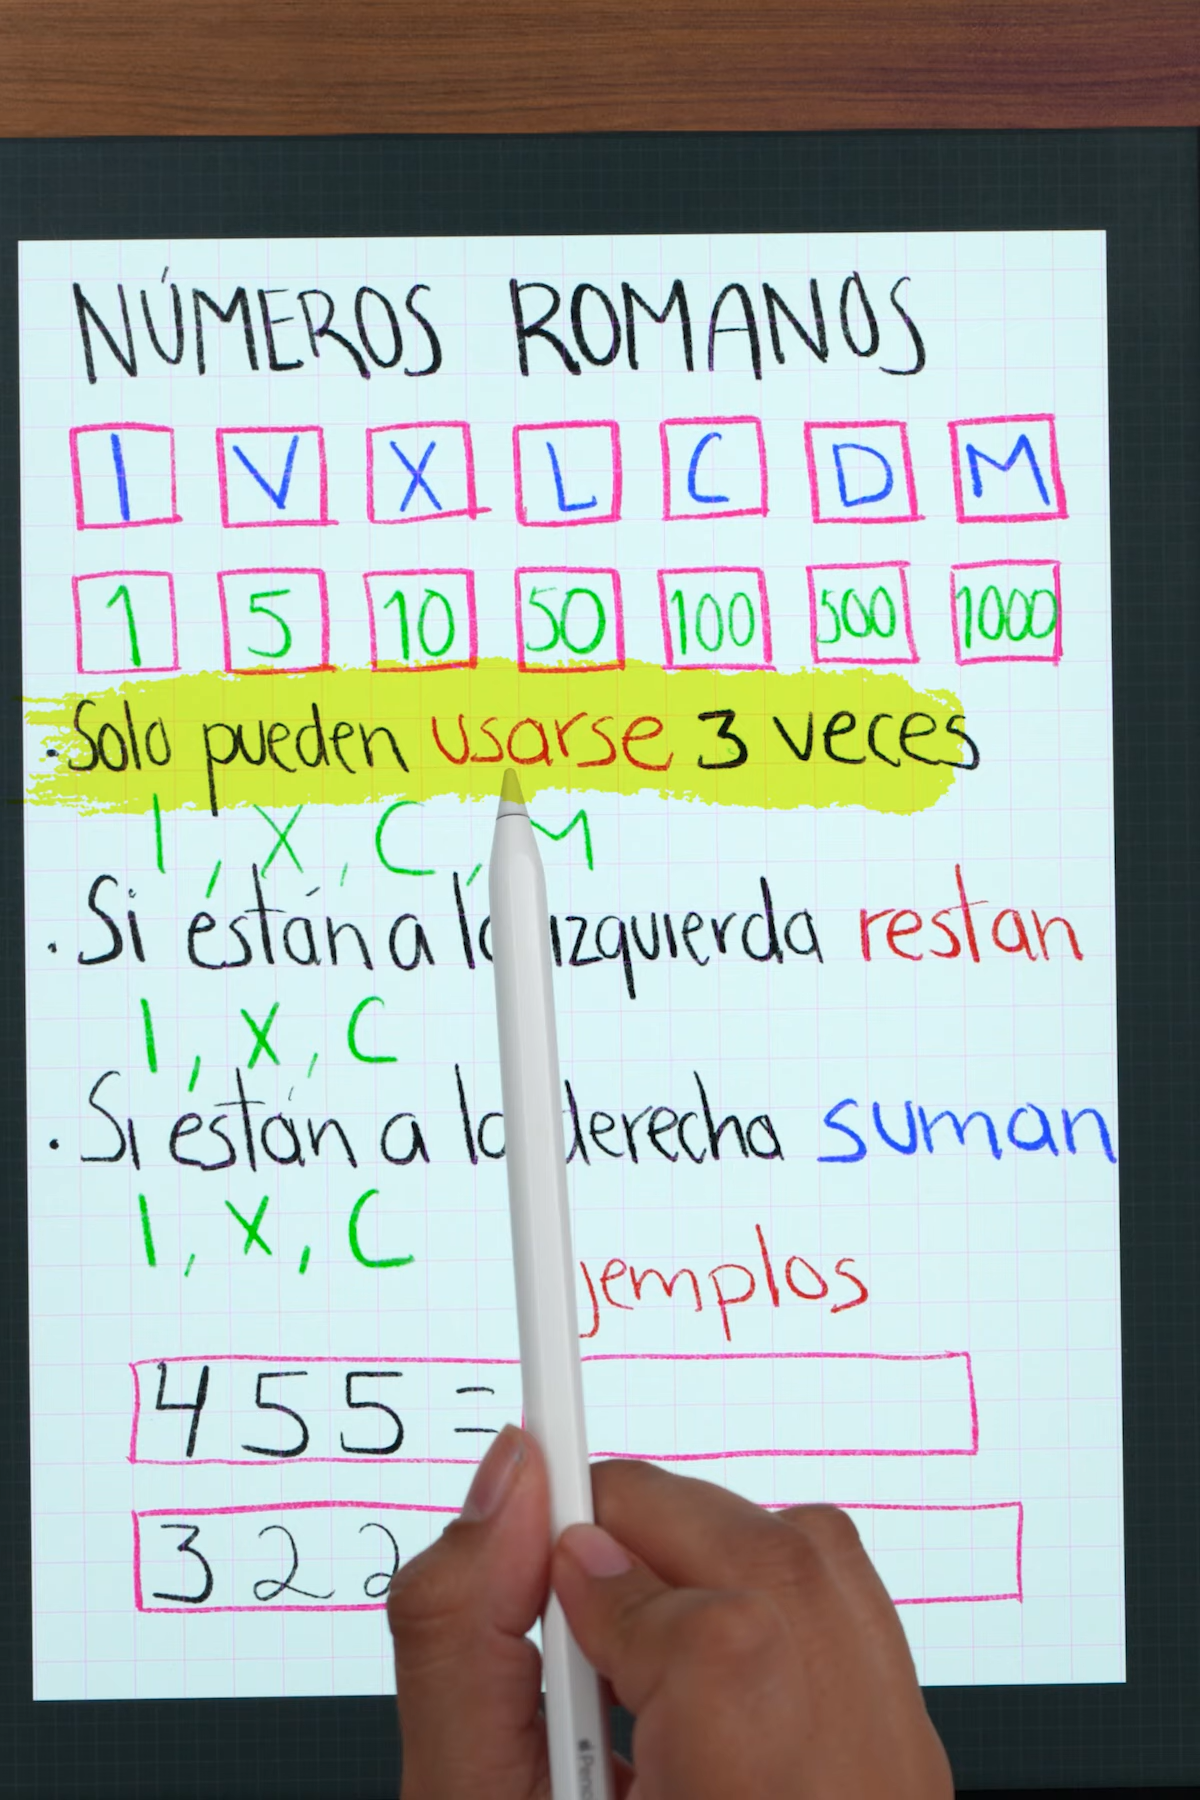 NÚMEROS ROMANOS
I V X L C D M
1 5 10 50 100 500 1000
. Solo pueden usarse 3 veces
I, X, C, M
. Si están a la izquierda restan
I, X, C
. Si están a la derecha suman
I, X, C
jemplos
455 =
322
Penc